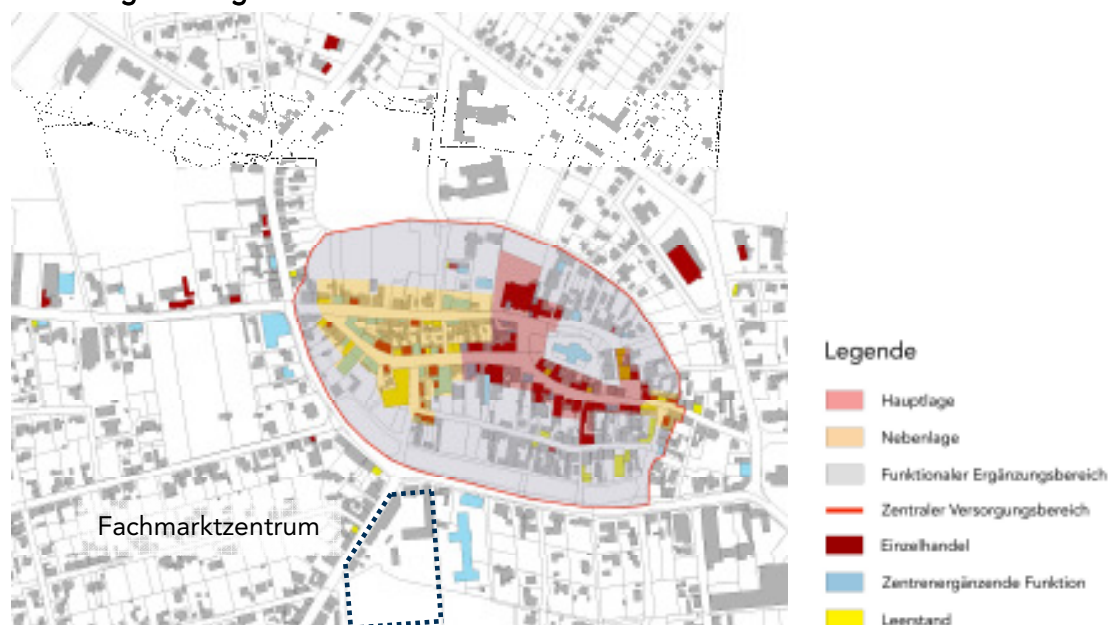 Fachmarktzentrum
Legende
Hauptlage
Nebenlage
Funktionaler Ergänzungsbereich
Zentraler Versorgungsbereich
Einzelhandel
Zentrenergänzende Funktion
Leerstand